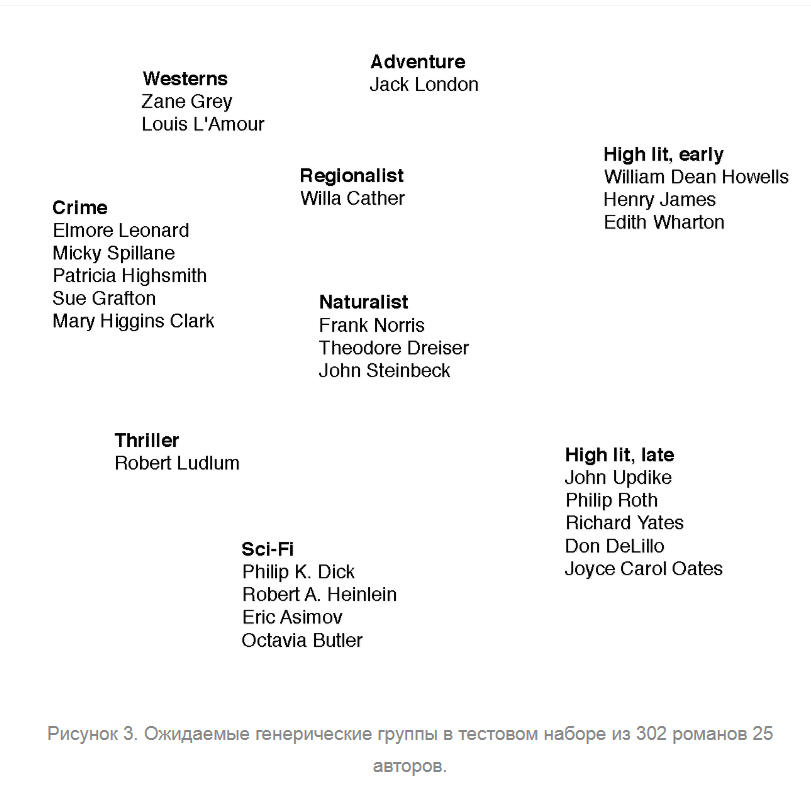 Westerns
Zane Grey
Louis L'Amour
Adventure
Jack London
Regionalist
Willa Cather
High lit, early
William Dean Howells
Henry James
Edith Wharton
Crime
Elmore Leonard
Micky Spillane
Patricia Highsmith
Sue Grafton
Mary Higgins Clark
Naturalist
Frank Norris
Theodore Dreiser
John Steinbeck
Thriller
Robert Ludlum
High lit, late
John Updike
Philip Roth
Richard Yates
Don DeLillo
Joyce Carol Oates
Sci-Fi
Philip K. Dick
Robert A. Heinlein
Eric Asimov
Octavia Butler
Рисунок 3. Ожидаемые генерические группы в тестовом наборе из 302 романов 25
авторов.